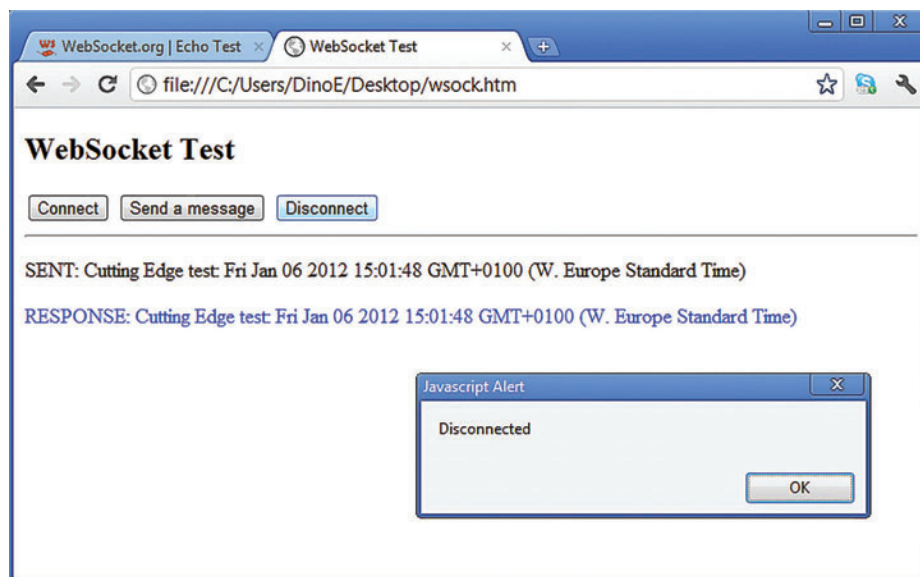 WebSocket.org | Echo Test
WebSocket Test
file:///C:/Users/DinoE/Desktop/wsock.htm
WebSocket Test
Connect
Send a message
Disconnect
SENT: Cutting Edge test: Fri Jan 06 2012 15:01:48 GMT+0100 (W. Europe Standard Time)
RESPONSE: Cutting Edge test: Fri Jan 06 2012 15:01:48 GMT+0100 (W. Europe Standard Time)
Javascript Alert
Disconnected
OK